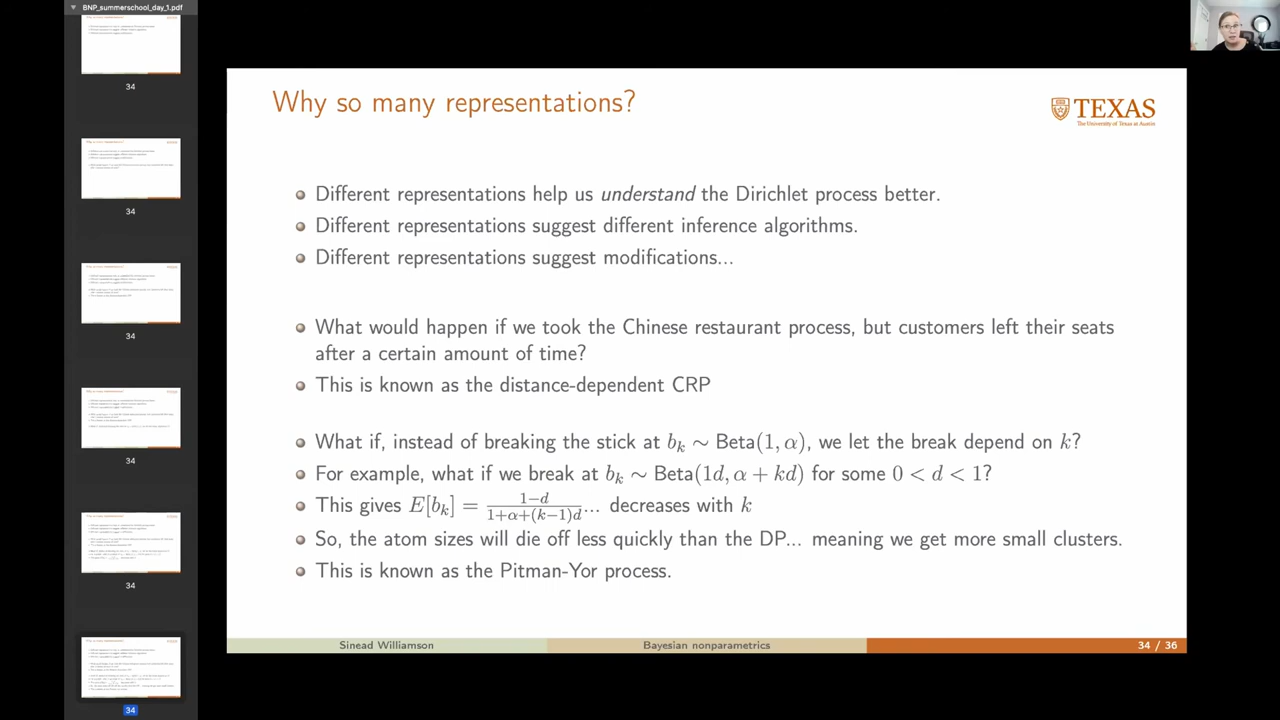 BNP_summerschool_day_1.pdf
34
34
34
34
34
34
Why so many representations?
TEXAS
The University of Texas at Austin
Different representations help us understand the Dirichlet process better.
Different representations suggest different inference algorithms.
Different representations suggest modifications...
What would happen if we took the Chinese restaurant process, but customers left their seats
after a certain amount of time?
This is known as the distance-dependent CRP
What if, instead of breaking the stick at b_k ∼ Beta(1, α), we let the break depend on k?
For example, what if we break at b_k ∼ Beta(1d, α + kd) for some 0 < d < 1?
This gives E[b_k] = \frac{1−d}{1+α+(k−1)d}... decreases with k
So, the atom sizes will die off less quickly than the DP... meaning we get more small clusters.
This is known as the Pitman-Yor process.
Sinead Williamson
Bayesian nonparametrics
34 / 36